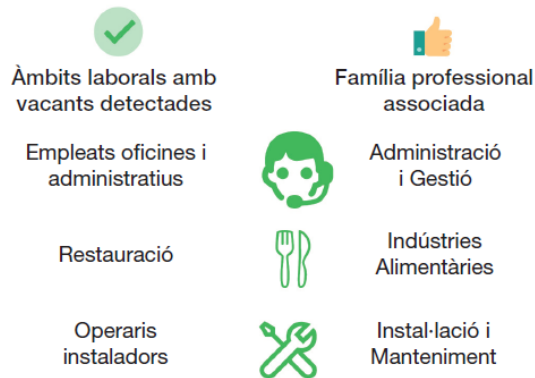 Àmbits laborals amb
vacants detectades
Família professional
associada
Empleats oficines i
administratius
Administració
i Gestió
Restauració
Indústries
Alimentàries
Operaris
instaladors
Instal·lació i
Manteniment